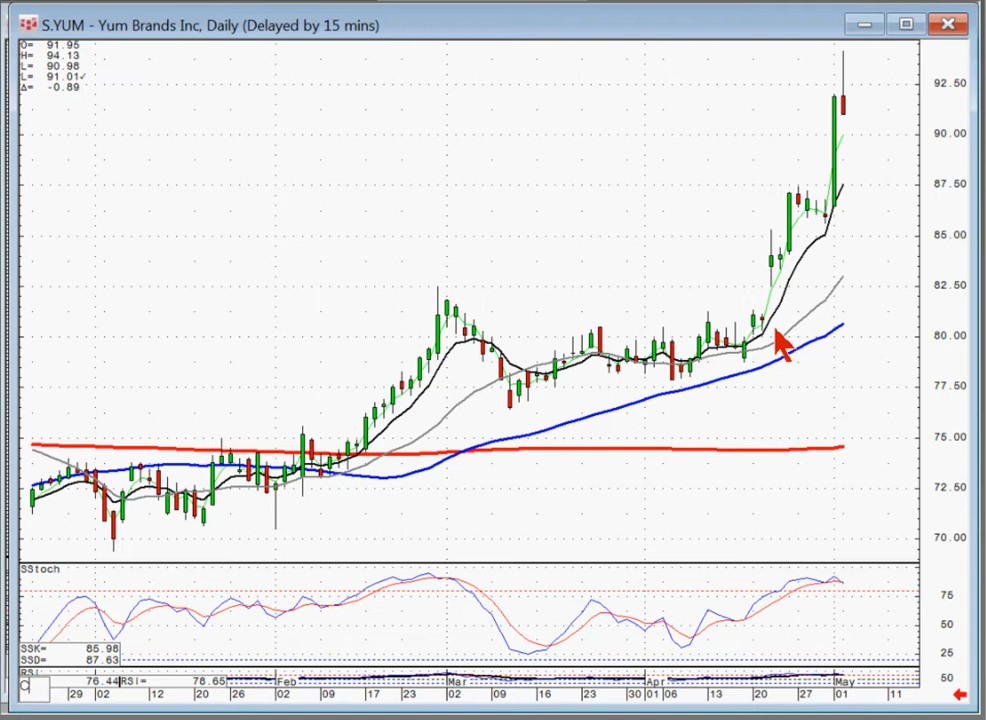 S.YUM - Yum Brands Inc, Daily (Delayed by 15 mins)
O= 91.95
H= 94.13
L= 90.98
L= 91.01✓
Δ= -0.89
92.50
90.00
87.50
85.00
82.50
80.00
77.50
75.00
72.50
70.00
SStoch
75
50
25
SSK= 85.98
SSD= 87.63
RSI
76.44 RSI= 78.65
50
C
Feb Mar Apr May
29 02 12 20 26 02 09 17 23 02 09 16 23 30 01 06 13 20 27 01 11